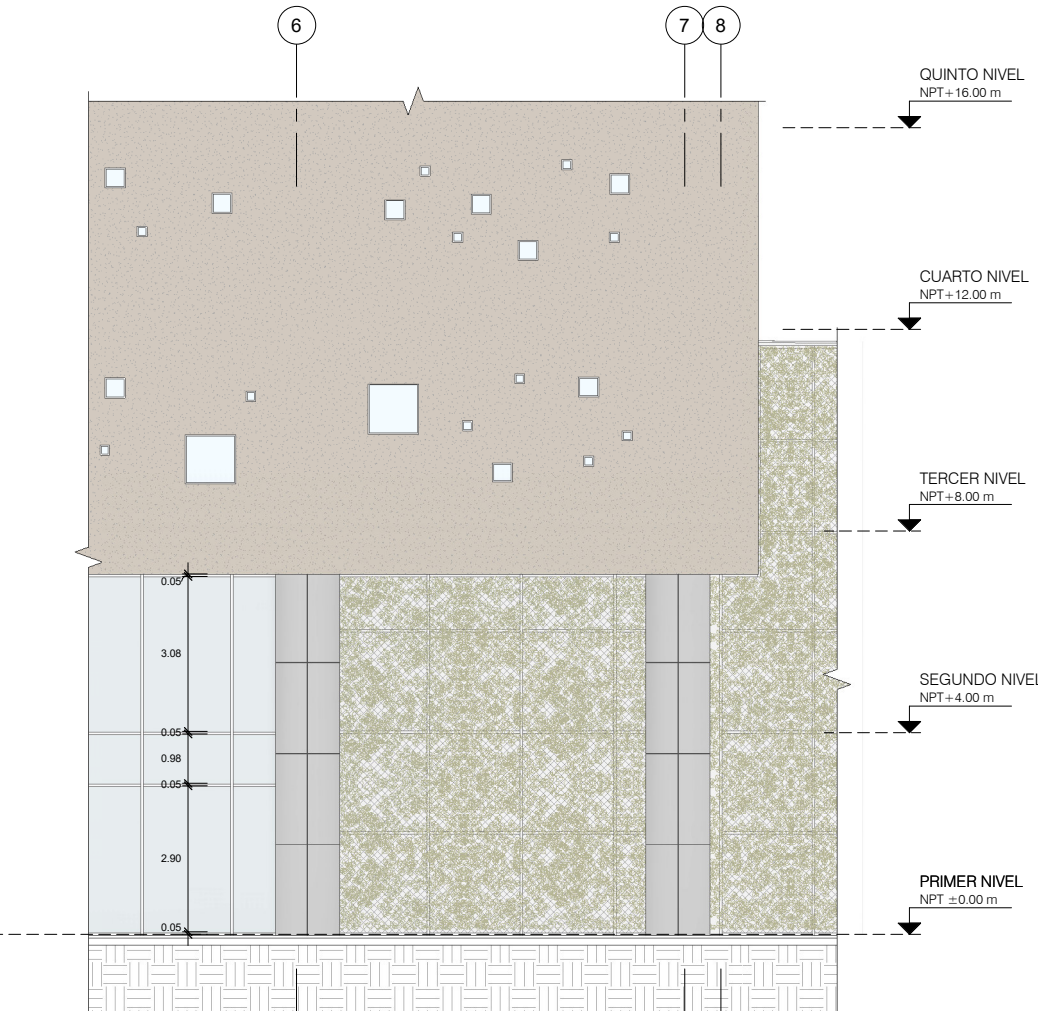 6
7
8
QUINTO NIVEL
NPT+16.00 m
CUARTO NIVEL
NPT+12.00 m
TERCER NIVEL
NPT+8.00 m
0.05
3.08
SEGUNDO NIVEL
NPT+4.00 m
0.05
0.98
0.05
2.90
PRIMER NIVEL
NPT ±0.00 m
0.05